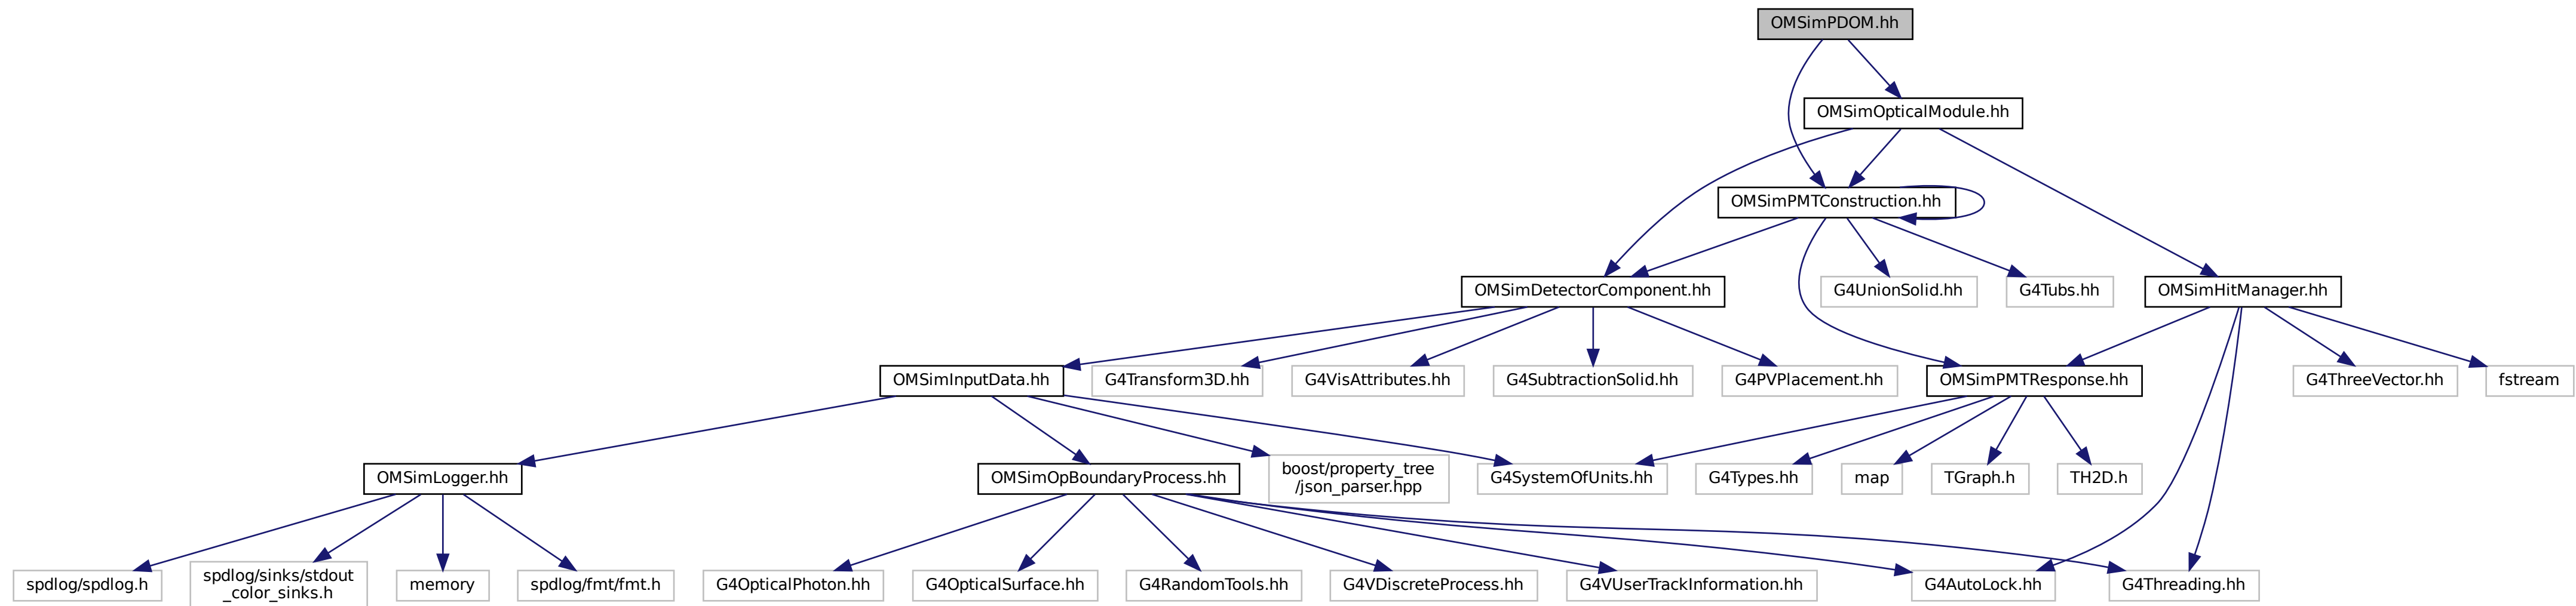 OMSimPDOM.hh
OMSimOpticalModule.hh
OMSimPMTConstruction.hh
OMSimDetectorComponent.hh
G4UnionSolid.hh
G4Tubs.hh
OMSimHitManager.hh
OMSimInputData.hh
G4Transform3D.hh
G4VisAttributes.hh
G4SubtractionSolid.hh
G4PVPlacement.hh
OMSimPMTResponse.hh
G4ThreeVector.hh
fstream
OMSimLogger.hh
OMSimOpBoundaryProcess.hh
boost/property_tree
/json_parser.hpp
G4SystemOfUnits.hh
G4Types.hh
map
TGraph.h
TH2D.h
spdlog/spdlog.h
spdlog/sinks/stdout
_color_sinks.h
memory
spdlog/fmt/fmt.h
G4OpticalPhoton.hh
G4OpticalSurface.hh
G4RandomTools.hh
G4VDiscreteProcess.hh
G4VUserTrackInformation.hh
G4AutoLock.hh
G4Threading.hh